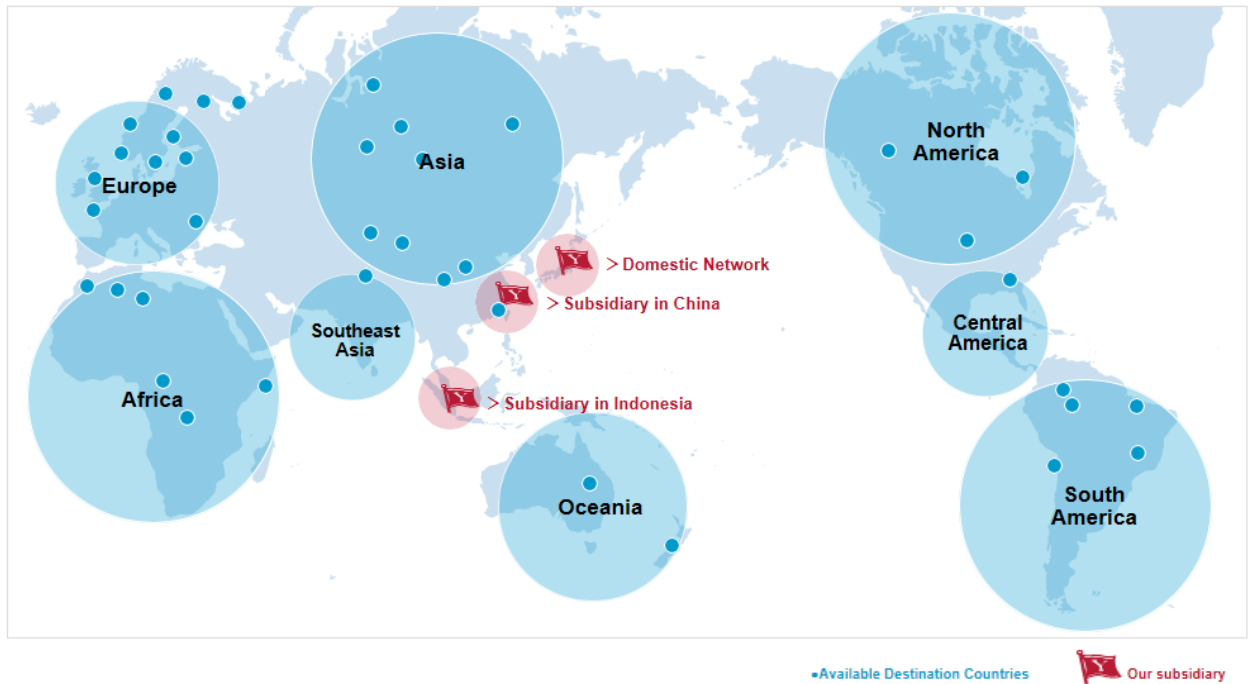 North
America
Asia
Europe
> Domestic Network
Y
> Subsidiary in China
Y
Southeast
Asia
Central
America
Africa
Y
> Subsidiary in Indonesia
Oceania
South
America
•Available Destination Countries
Y
Our subsidiary